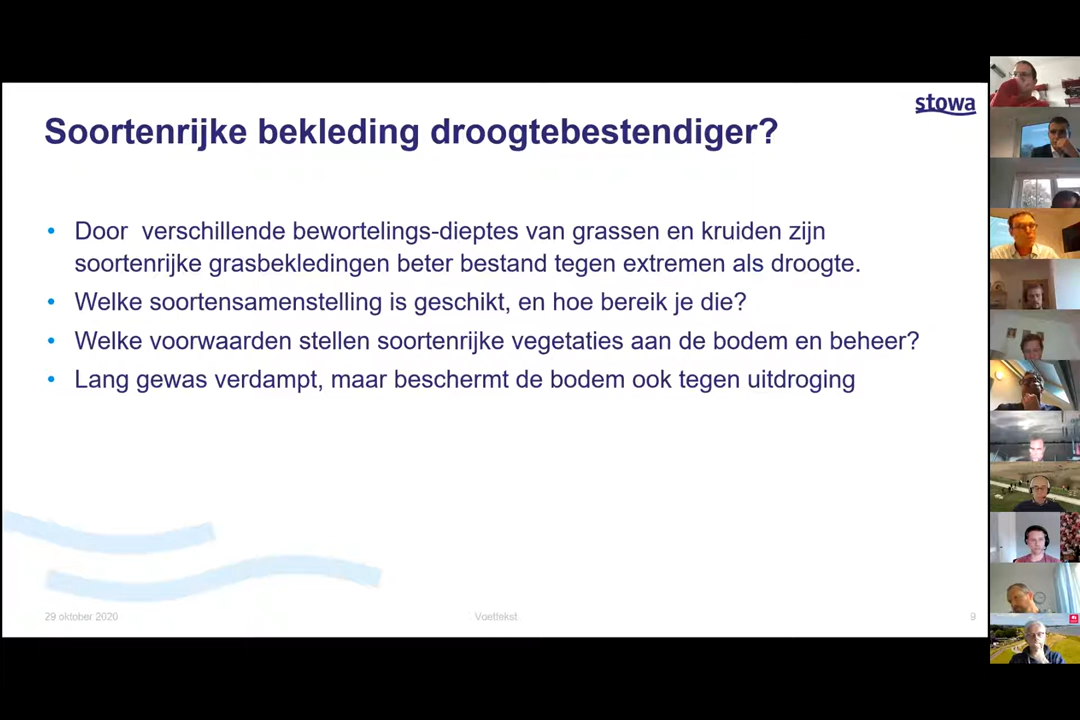 stowa
Soortenrijke bekleding droogtebestendiger?
• Door  verschillende bewortelings-dieptes van grassen en kruiden zijn
soortenrijke grasbekledingen beter bestand tegen extremen als droogte.
• Welke soortensamenstelling is geschikt, en hoe bereik je die?
• Welke voorwaarden stellen soortenrijke vegetaties aan de bodem en beheer?
• Lang gewas verdampt, maar beschermt de bodem ook tegen uitdroging
29 oktober 2020
Voettekst
9